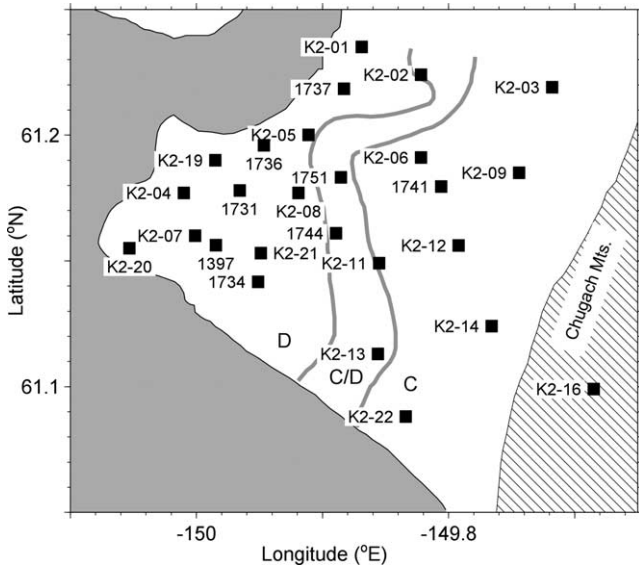 K2-01
K2-02
K2-03
1737
61.2
K2-05
K2-19
1736
K2-06
K2-09
1751
1741
K2-04
1731
K2-08
1744
K2-07
K2-12
K2-20
1397
K2-21
K2-11
1734
Chugach Mts.
K2-14
D
K2-13
C/D
C
61.1
K2-16
K2-22
-150
-149.8
Latitude (°N)
Longitude (°E)